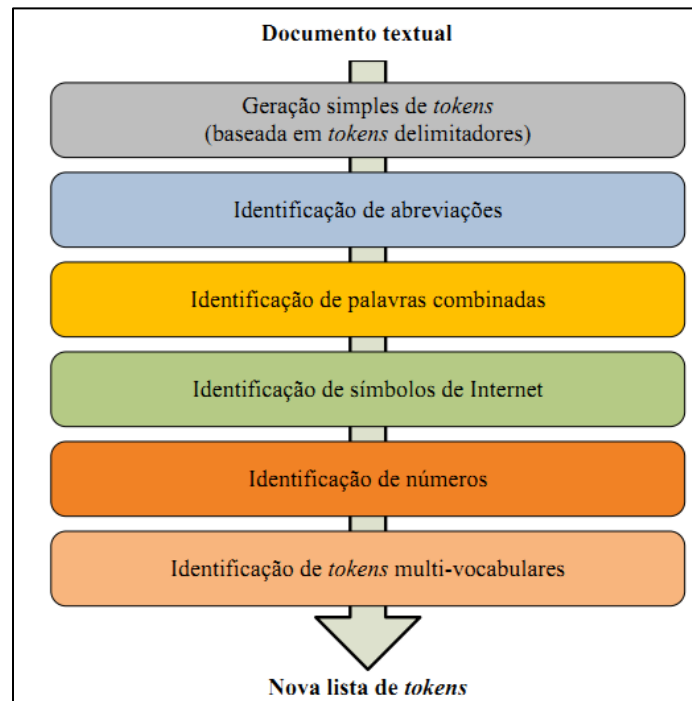 Documento textual
Geração simples de tokens
(baseada em tokens delimitadores)
Identificação de abreviações
Identificação de palavras combinadas
Identificação de símbolos de Internet
Identificação de números
Identificação de tokens multi-vocabulares
Nova lista de tokens